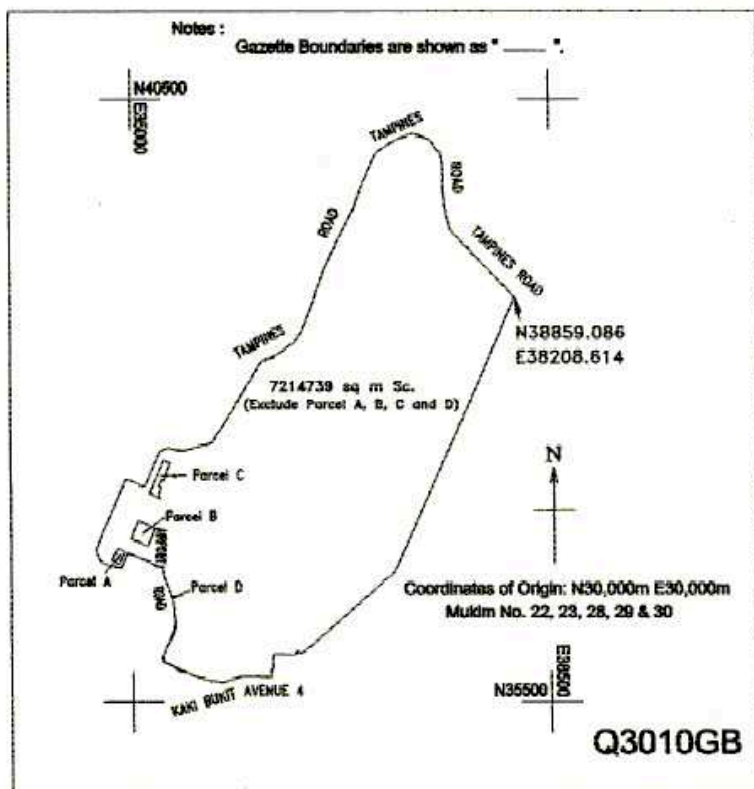 Notes :
Gazette Boundaries are shown as " ——— ".
N40500
E35000
TAMPINES
ROAD
ROAD
TAMPINES ROAD
N38859.086
E38208.614
TAMPINES
7214739 sq m Sc.
(Exclude Parcel A, B, C and D)
Parcel C
N
Parcel B
AIRPORT
Parcel A
Parcel D
ROAD
Coordinates of Origin: N30,000m E30,000m
Mukim No. 22, 23, 28, 29 & 30
KAKI BUKIT AVENUE 4
N35500
E38500
Q3010GB